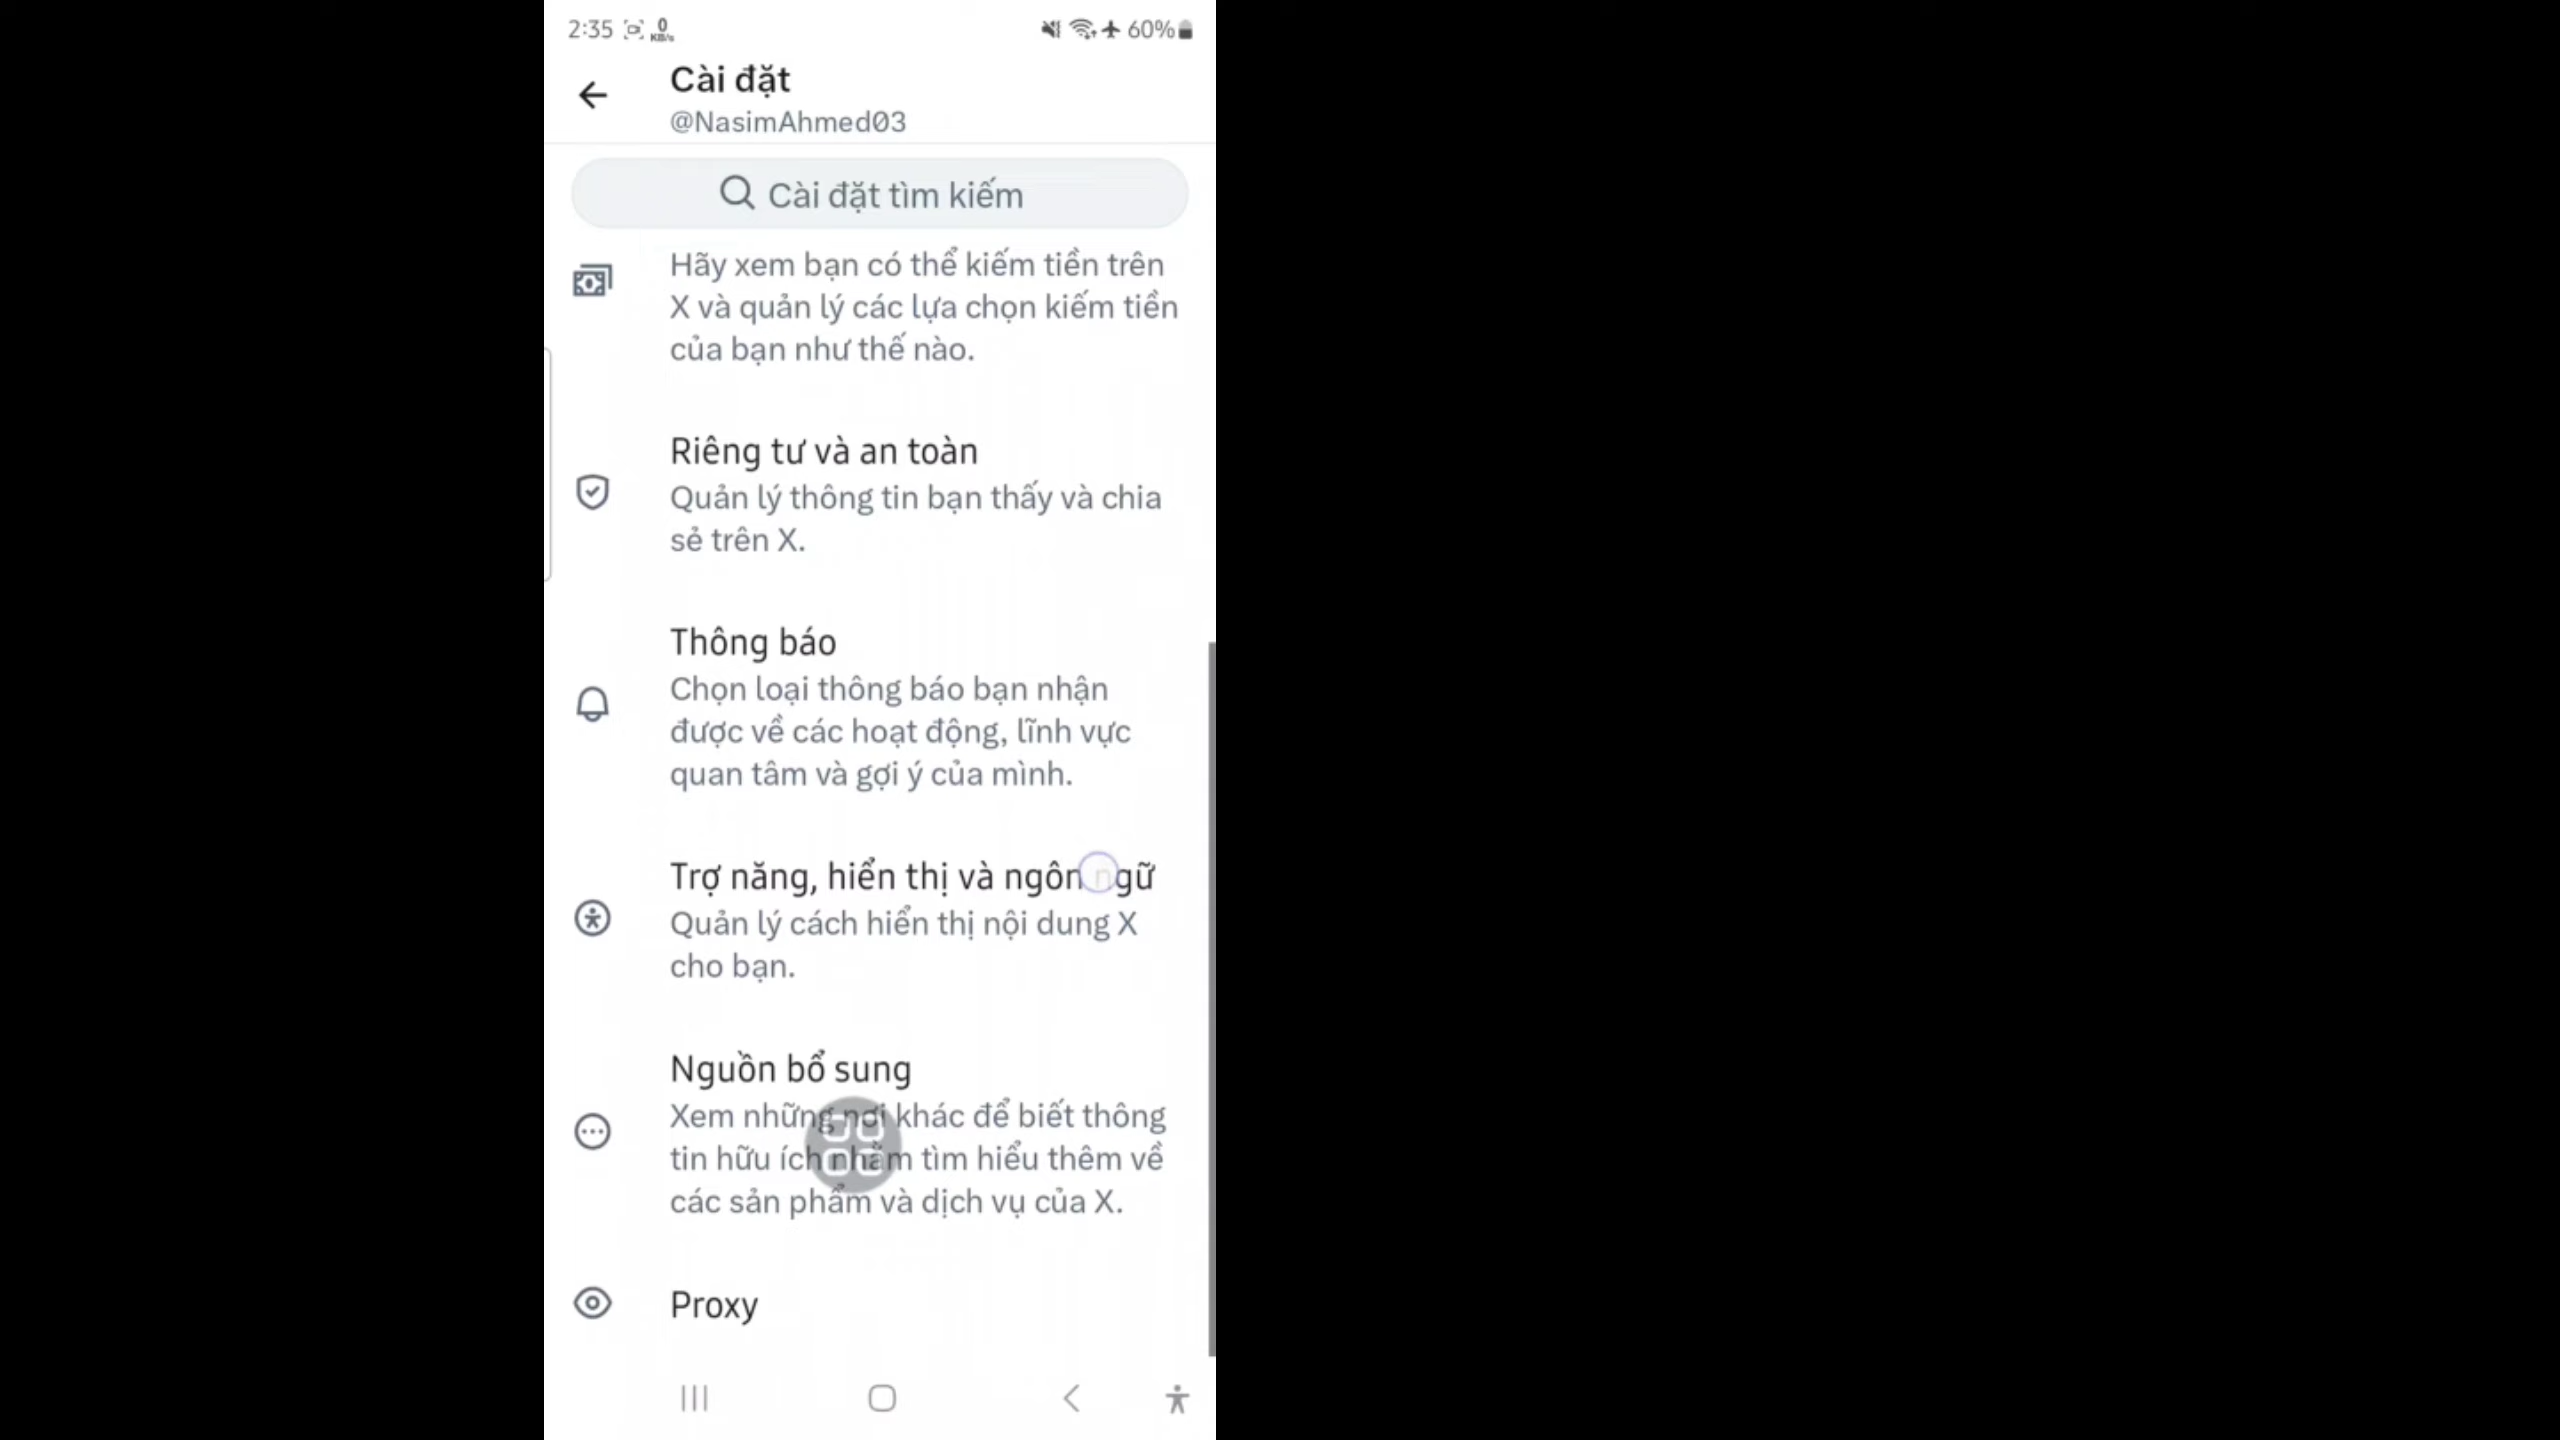 2:35 0 KB/s 60%
Cài đặt
@NasimAhmed03
Cài đặt tìm kiếm
Hãy xem bạn có thể kiếm tiền trên
X và quản lý các lựa chọn kiếm tiền
của bạn như thế nào.
Riêng tư và an toàn
Quản lý thông tin bạn thấy và chia
sẻ trên X.
Thông báo
Chọn loại thông báo bạn nhận
được về các hoạt động, lĩnh vực
quan tâm và gợi ý của mình.
Trợ năng, hiển thị và ngôn ngữ
Quản lý cách hiển thị nội dung X
cho bạn.
Nguồn bổ sung
Xem những nơi khác để biết thông
tin hữu ích nhằm tìm hiểu thêm về
các sản phẩm và dịch vụ của X.
Proxy